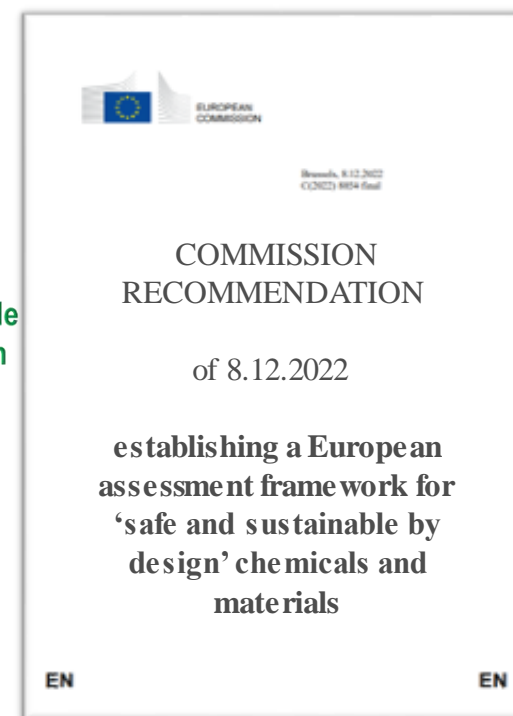 EUROPEAN
COMMISSION
Brussels, 8.12.2022
C(2022) 8854 final
COMMISSION
RECOMMENDATION
of 8.12.2022
establishing a European
assessment framework for
‘safe and sustainable by
design’ chemicals and
materials
EN
EN